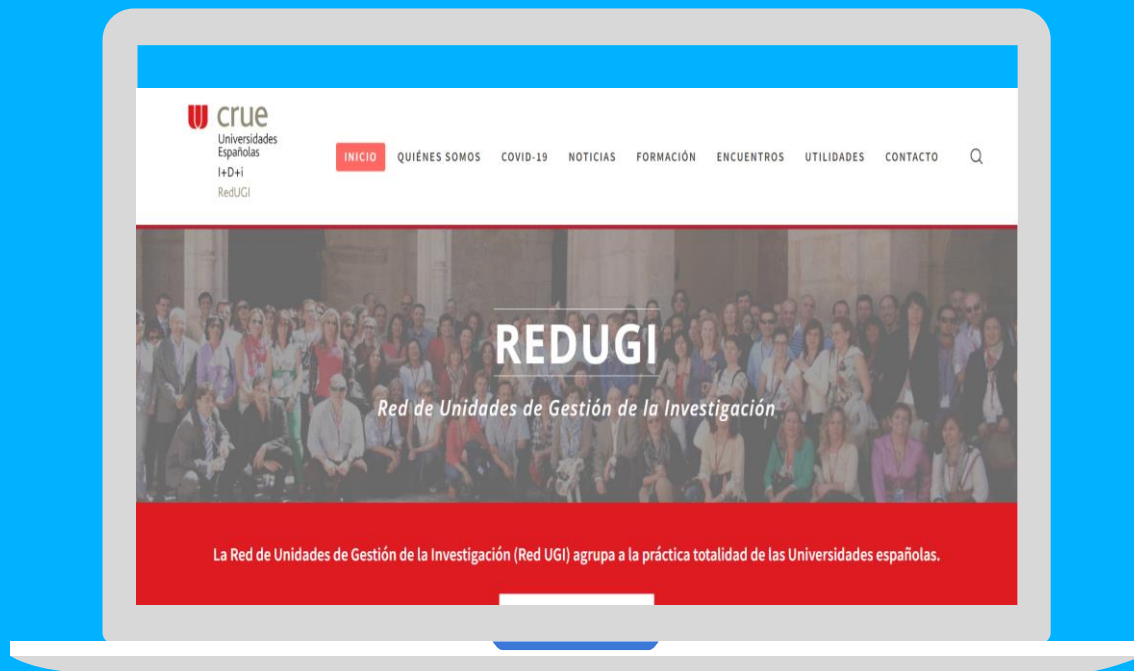 crue
Universidades
Españolas
I+D+i
RedUGI
INICIO QUIÉNES SOMOS COVID-19 NOTICIAS FORMACIÓN ENCUENTROS UTILIDADES CONTACTO
REDUGI
Red de Unidades de Gestión de la Investigación
La Red de Unidades de Gestión de la Investigación (Red UGI) agrupa a la práctica totalidad de las Universidades españolas.